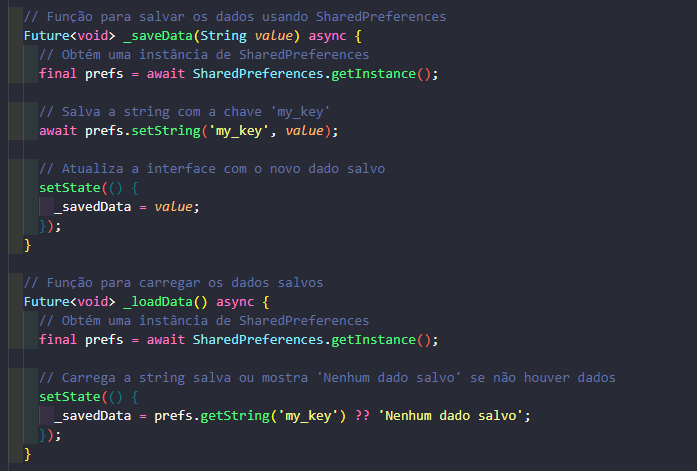 // Função para salvar os dados usando SharedPreferences
Future<void> _saveData(String value) async {
// Obtém uma instância de SharedPreferences
final prefs = await SharedPreferences.getInstance();
// Salva a string com a chave 'my_key'
await prefs.setString('my_key', value);
// Atualiza a interface com o novo dado salvo
setState(() {
_savedData = value;
});
}
// Função para carregar os dados salvos
Future<void> _loadData() async {
// Obtém uma instância de SharedPreferences
final prefs = await SharedPreferences.getInstance();
// Carrega a string salva ou mostra 'Nenhum dado salvo' se não houver dados
setState(() {
_savedData = prefs.getString('my_key') ?? 'Nenhum dado salvo';
});
}